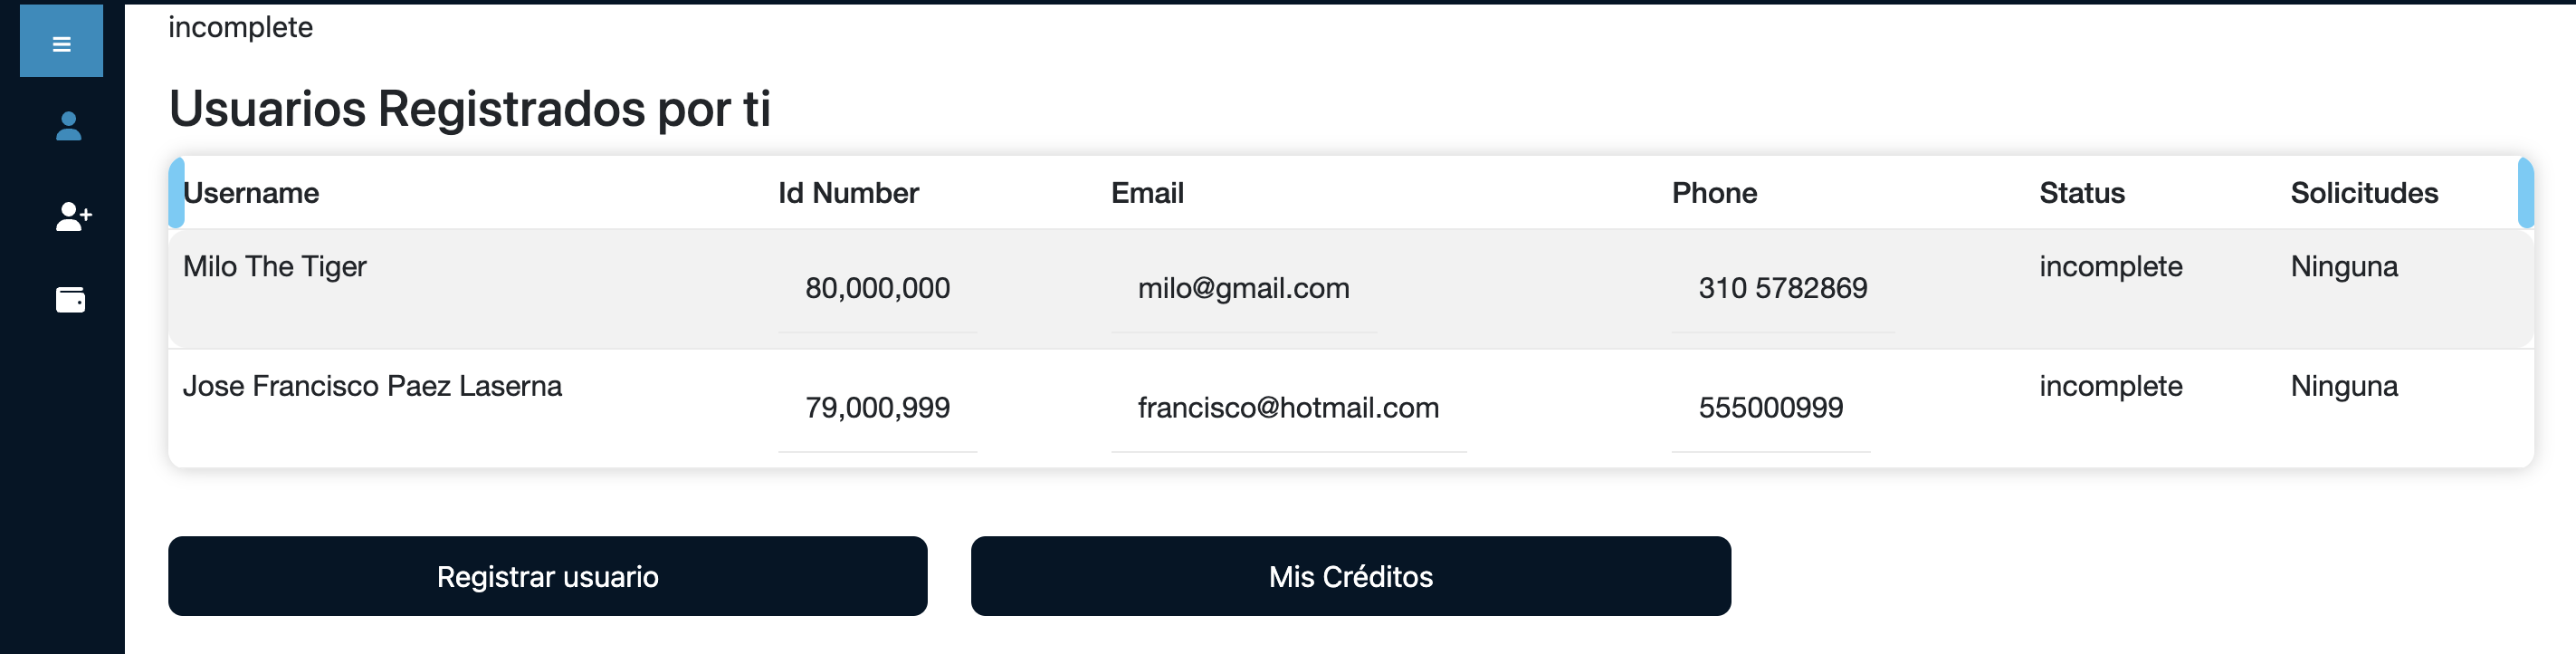 incomplete
Usuarios Registrados por ti
Username Id Number Email Phone Status Solicitudes
Milo The Tiger 80,000,000 milo@gmail.com 310 5782869 incomplete Ninguna
Jose Francisco Paez Laserna 79,000,999 francisco@hotmail.com 555000999 incomplete Ninguna
Registrar usuario Mis Créditos